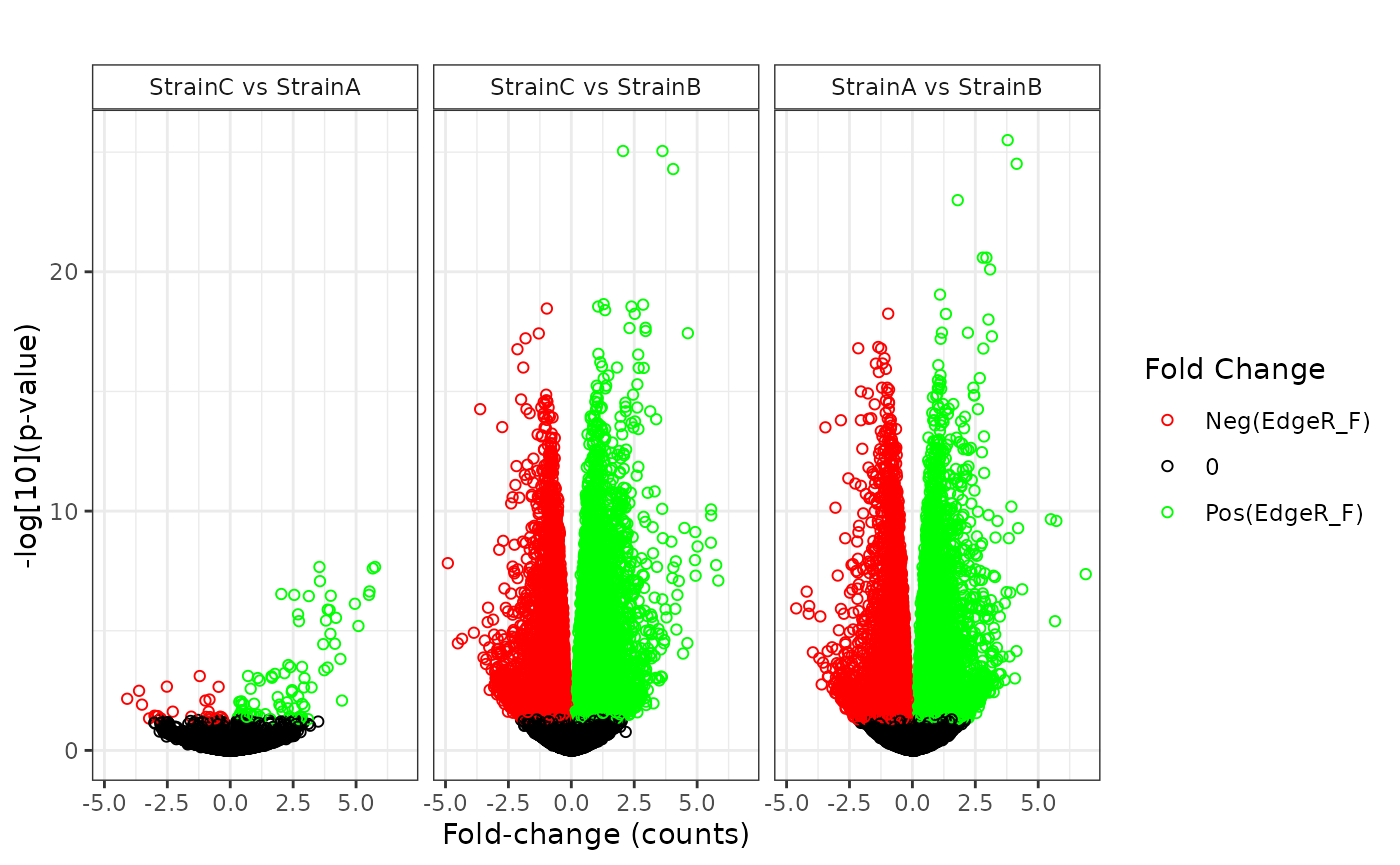 StrainC vs StrainA
StrainC vs StrainB
StrainA vs StrainB
-log[10](p-value)
20
10
0
-5.0 -2.5 0.0 2.5 5.0
-5.0 -2.5 0.0 2.5 5.0
-5.0 -2.5 0.0 2.5 5.0
Fold-change (counts)
Fold Change
Neg(EdgeR_F)
0
Pos(EdgeR_F)